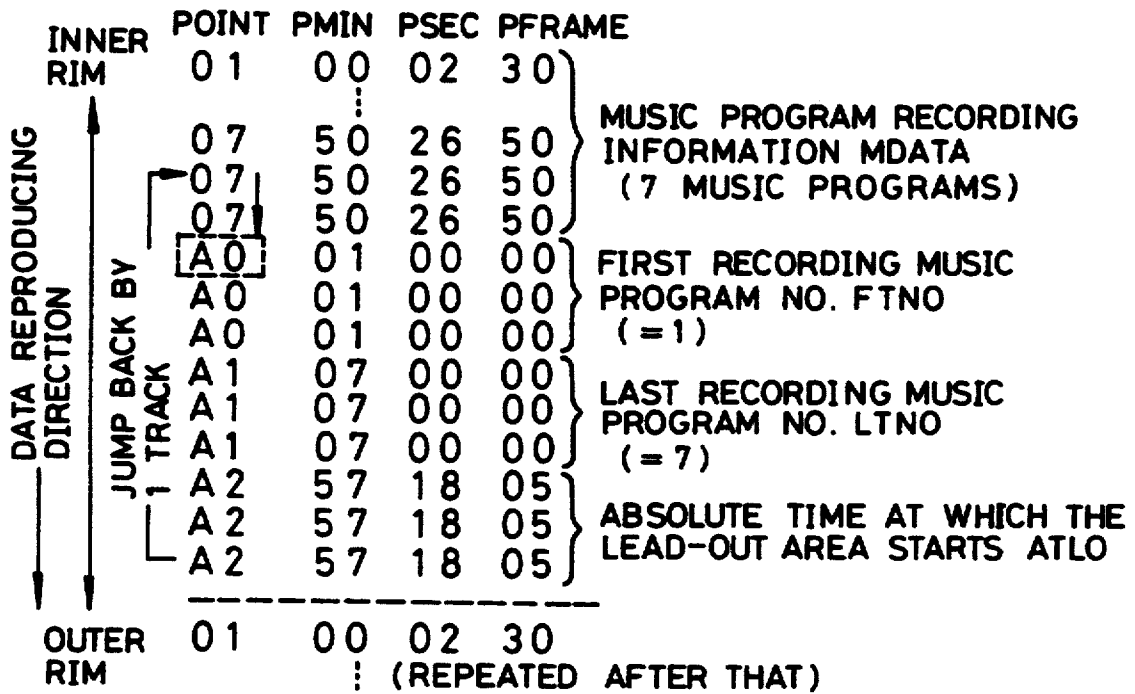 POINT PMIN PSEC PFRAME
INNER RIM
01 00 02 30
07 50 26 50
07 50 26 50
07 50 26 50
MUSIC PROGRAM RECORDING
INFORMATION MDATA
(7 MUSIC PROGRAMS)
A0 01 00 00
A0 01 00 00
A0 01 00 00
FIRST RECORDING MUSIC
PROGRAM NO. FTNO
(=1)
A1 07 00 00
A1 07 00 00
A1 07 00 00
LAST RECORDING MUSIC
PROGRAM NO. LTNO
(=7)
A2 57 18 05
A2 57 18 05
A2 57 18 05
ABSOLUTE TIME AT WHICH THE
LEAD-OUT AREA STARTS ATLO
DATA REPRODUCING
DIRECTION
JUMP BACK BY
1 TRACK
OUTER RIM
01 00 02 30
(REPEATED AFTER THAT)